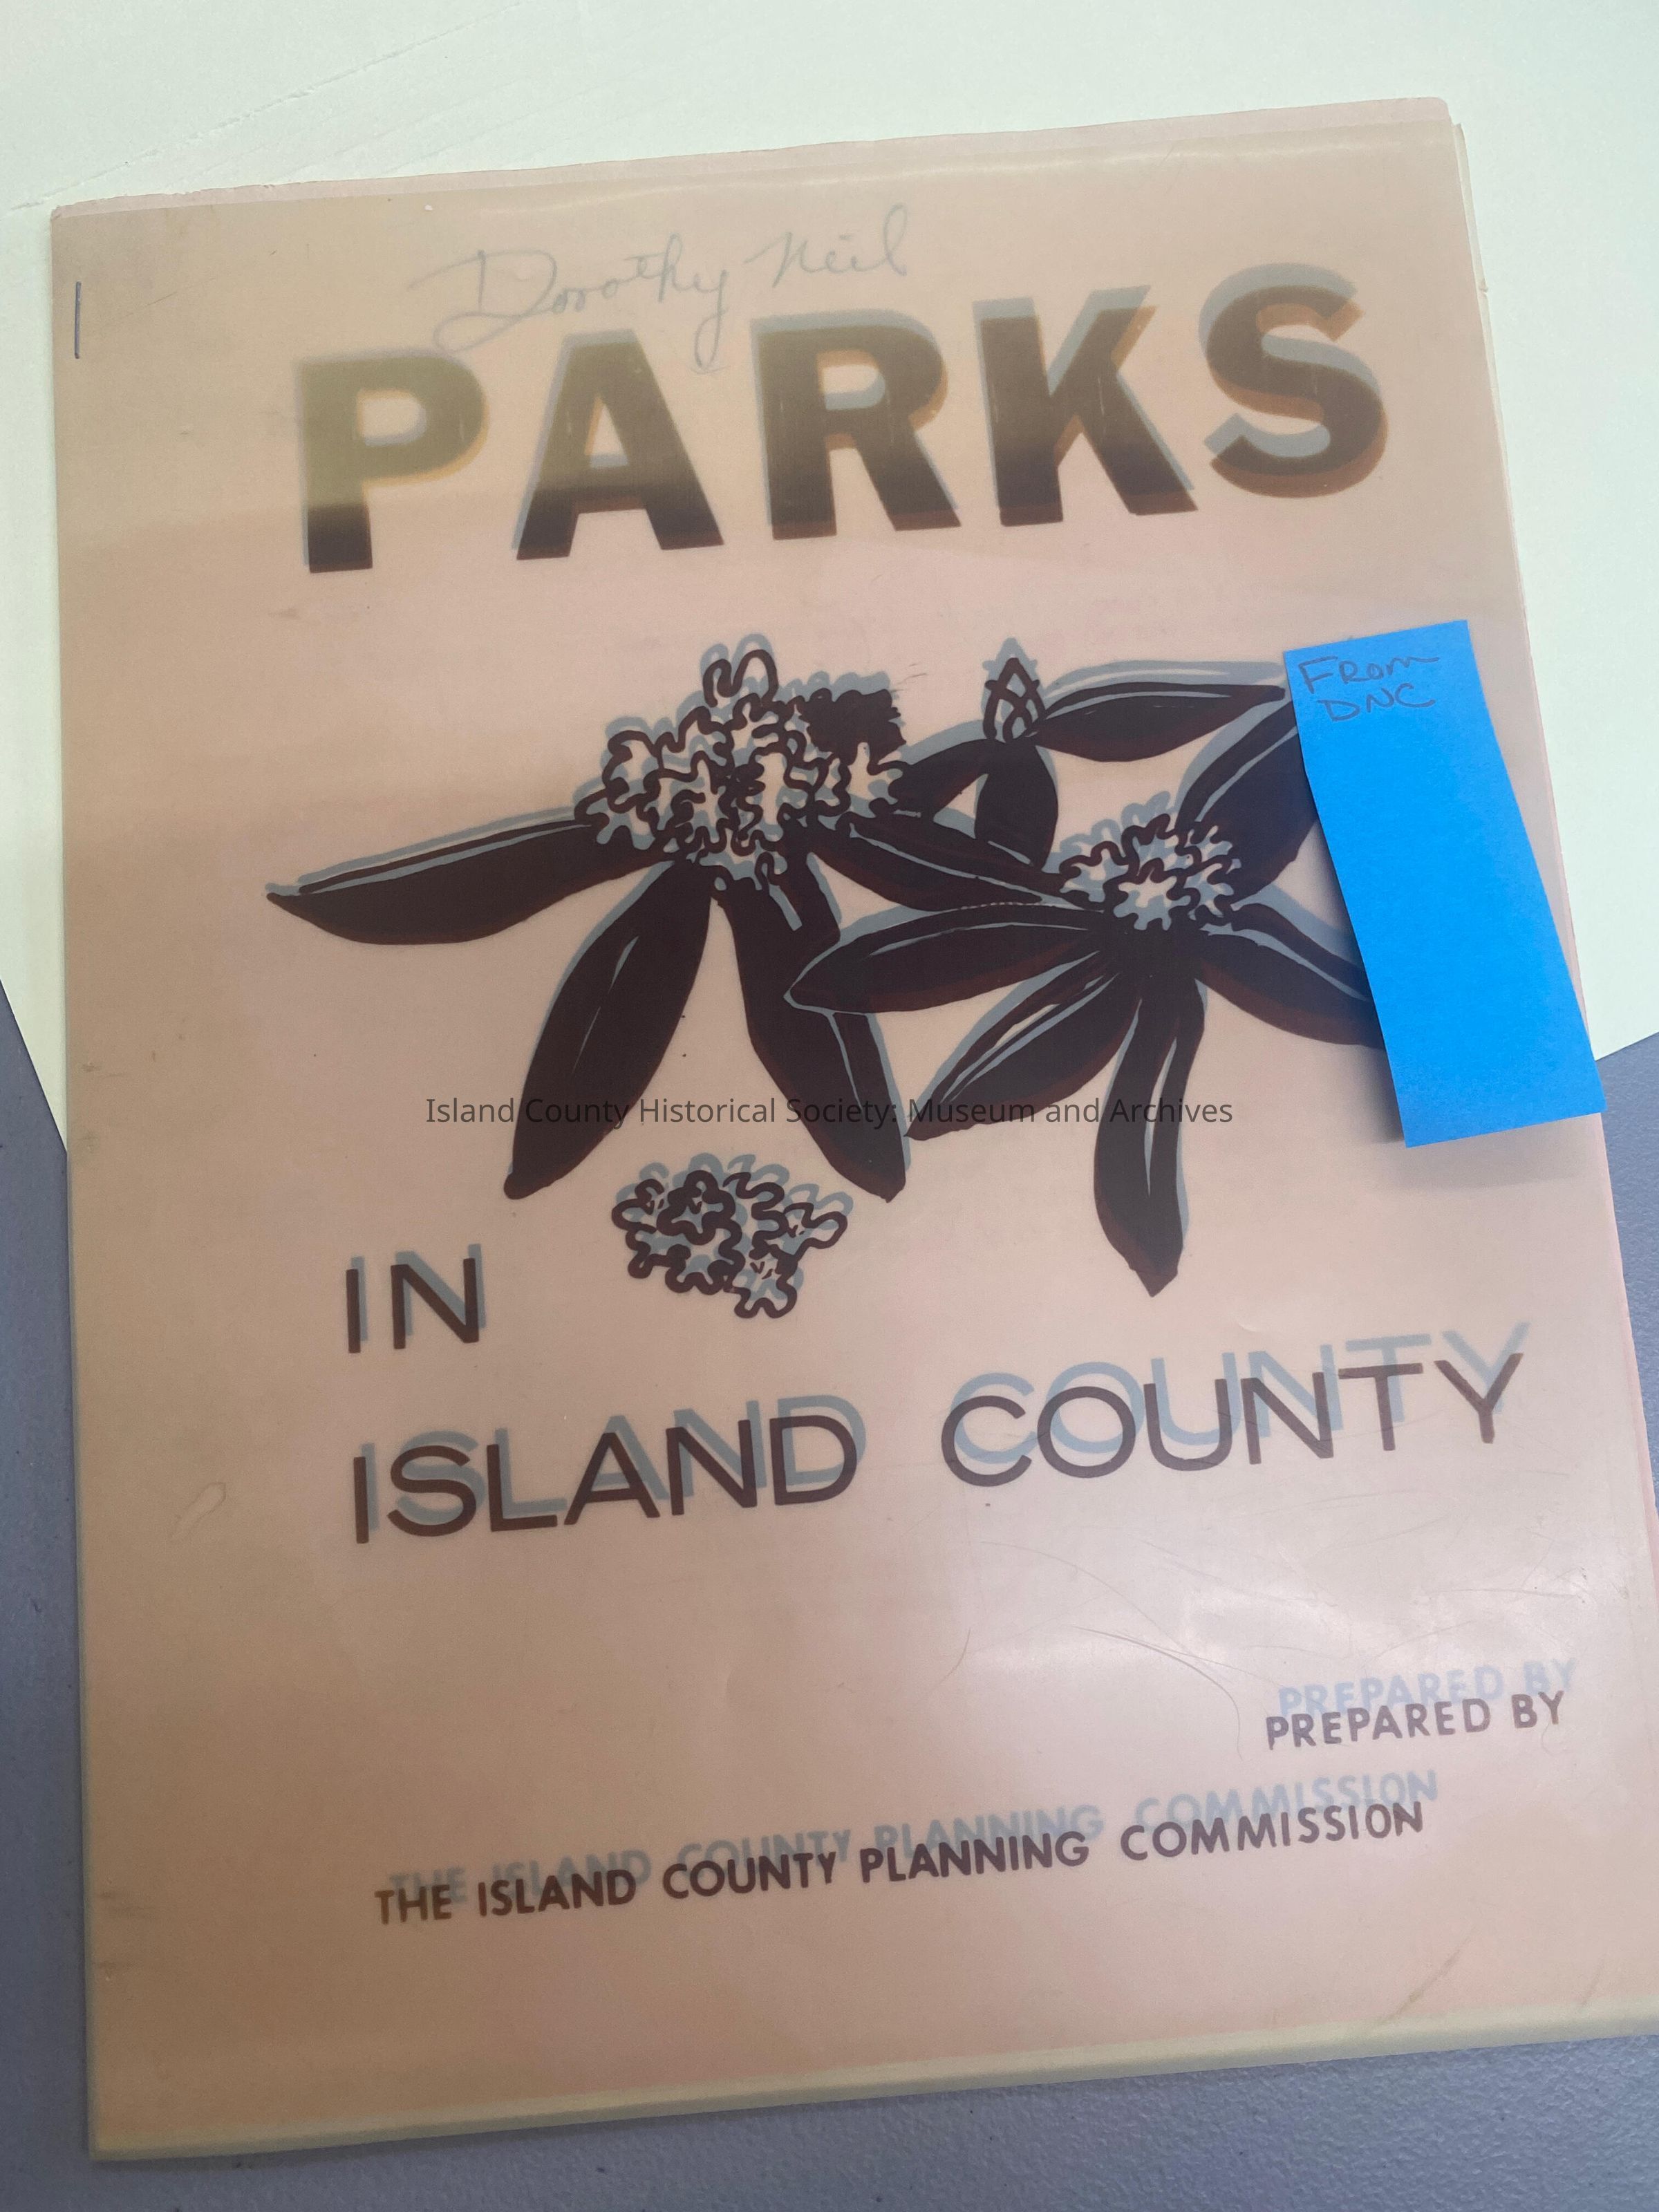 Dorothy Neil
PARKS
From
DNC
Island County Historical Society: Museum and Archives
IN
ISLAND COUNTY
PREPARED BY
THE ISLAND COUNTY PLANNING COMMISSION